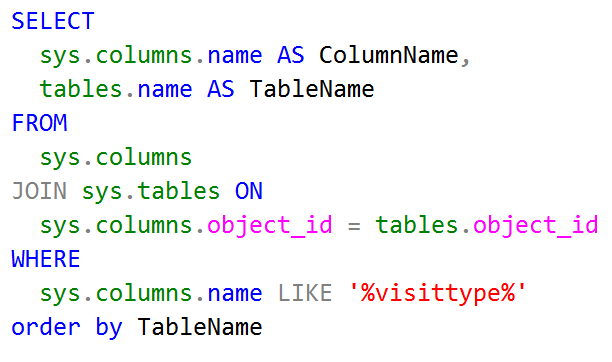 SELECT
  sys.columns.name AS ColumnName,
  tables.name AS TableName
FROM
  sys.columns
JOIN sys.tables ON
  sys.columns.object_id = tables.object_id
WHERE
  sys.columns.name LIKE '%visittype%'
order by TableName